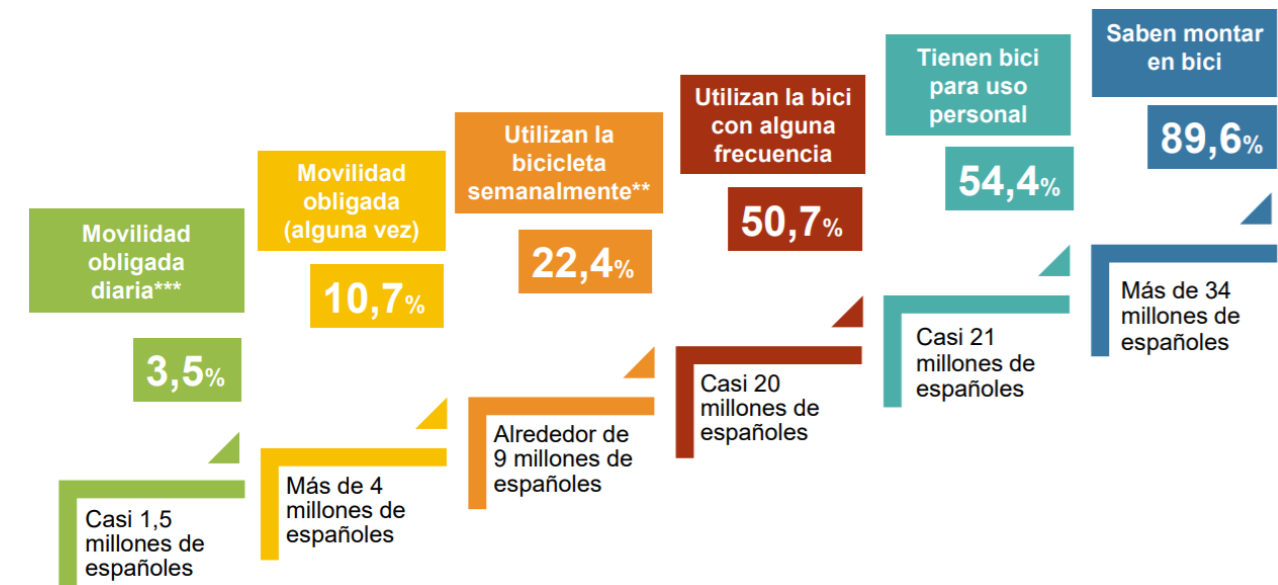 Movilidad
obligada
diaria***
3,5%
Casi 1,5
millones de
españoles
Movilidad
obligada
(alguna vez)
10,7%
Más de 4
millones de
españoles
Utilizan la
bicicleta
semanalmente**
22,4%
Alrededor de
9 millones de
españoles
Utilizan la bici
con alguna
frecuencia
50,7%
Casi 20
millones de
españoles
Tienen bici
para uso
personal
54,4%
Casi 21
millones de
españoles
Saben montar
en bici
89,6%
Más de 34
millones de
españoles